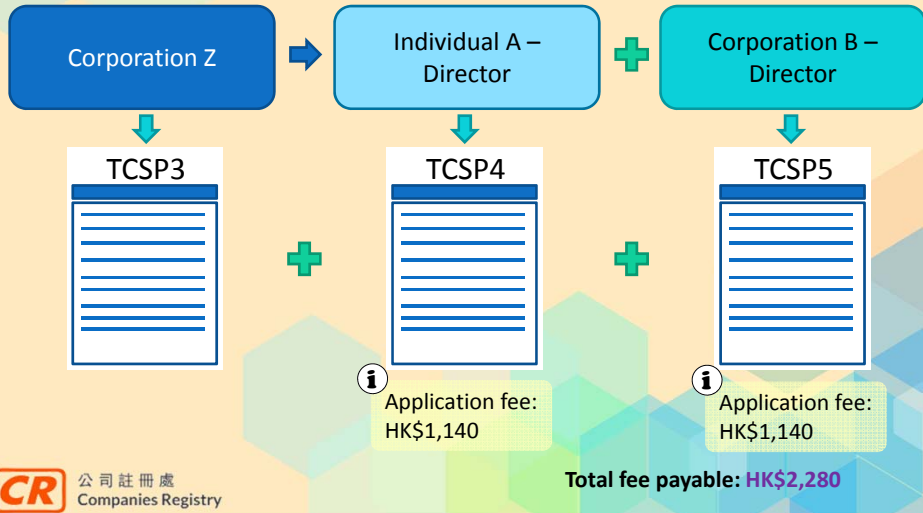 Corporation Z
Individual A –
Director
Corporation B –
Director
TCSP3
TCSP4
TCSP5
i
Application fee:
HK$1,140
i
Application fee:
HK$1,140
CR
公司註冊處
Companies Registry
Total fee payable: HK$2,280